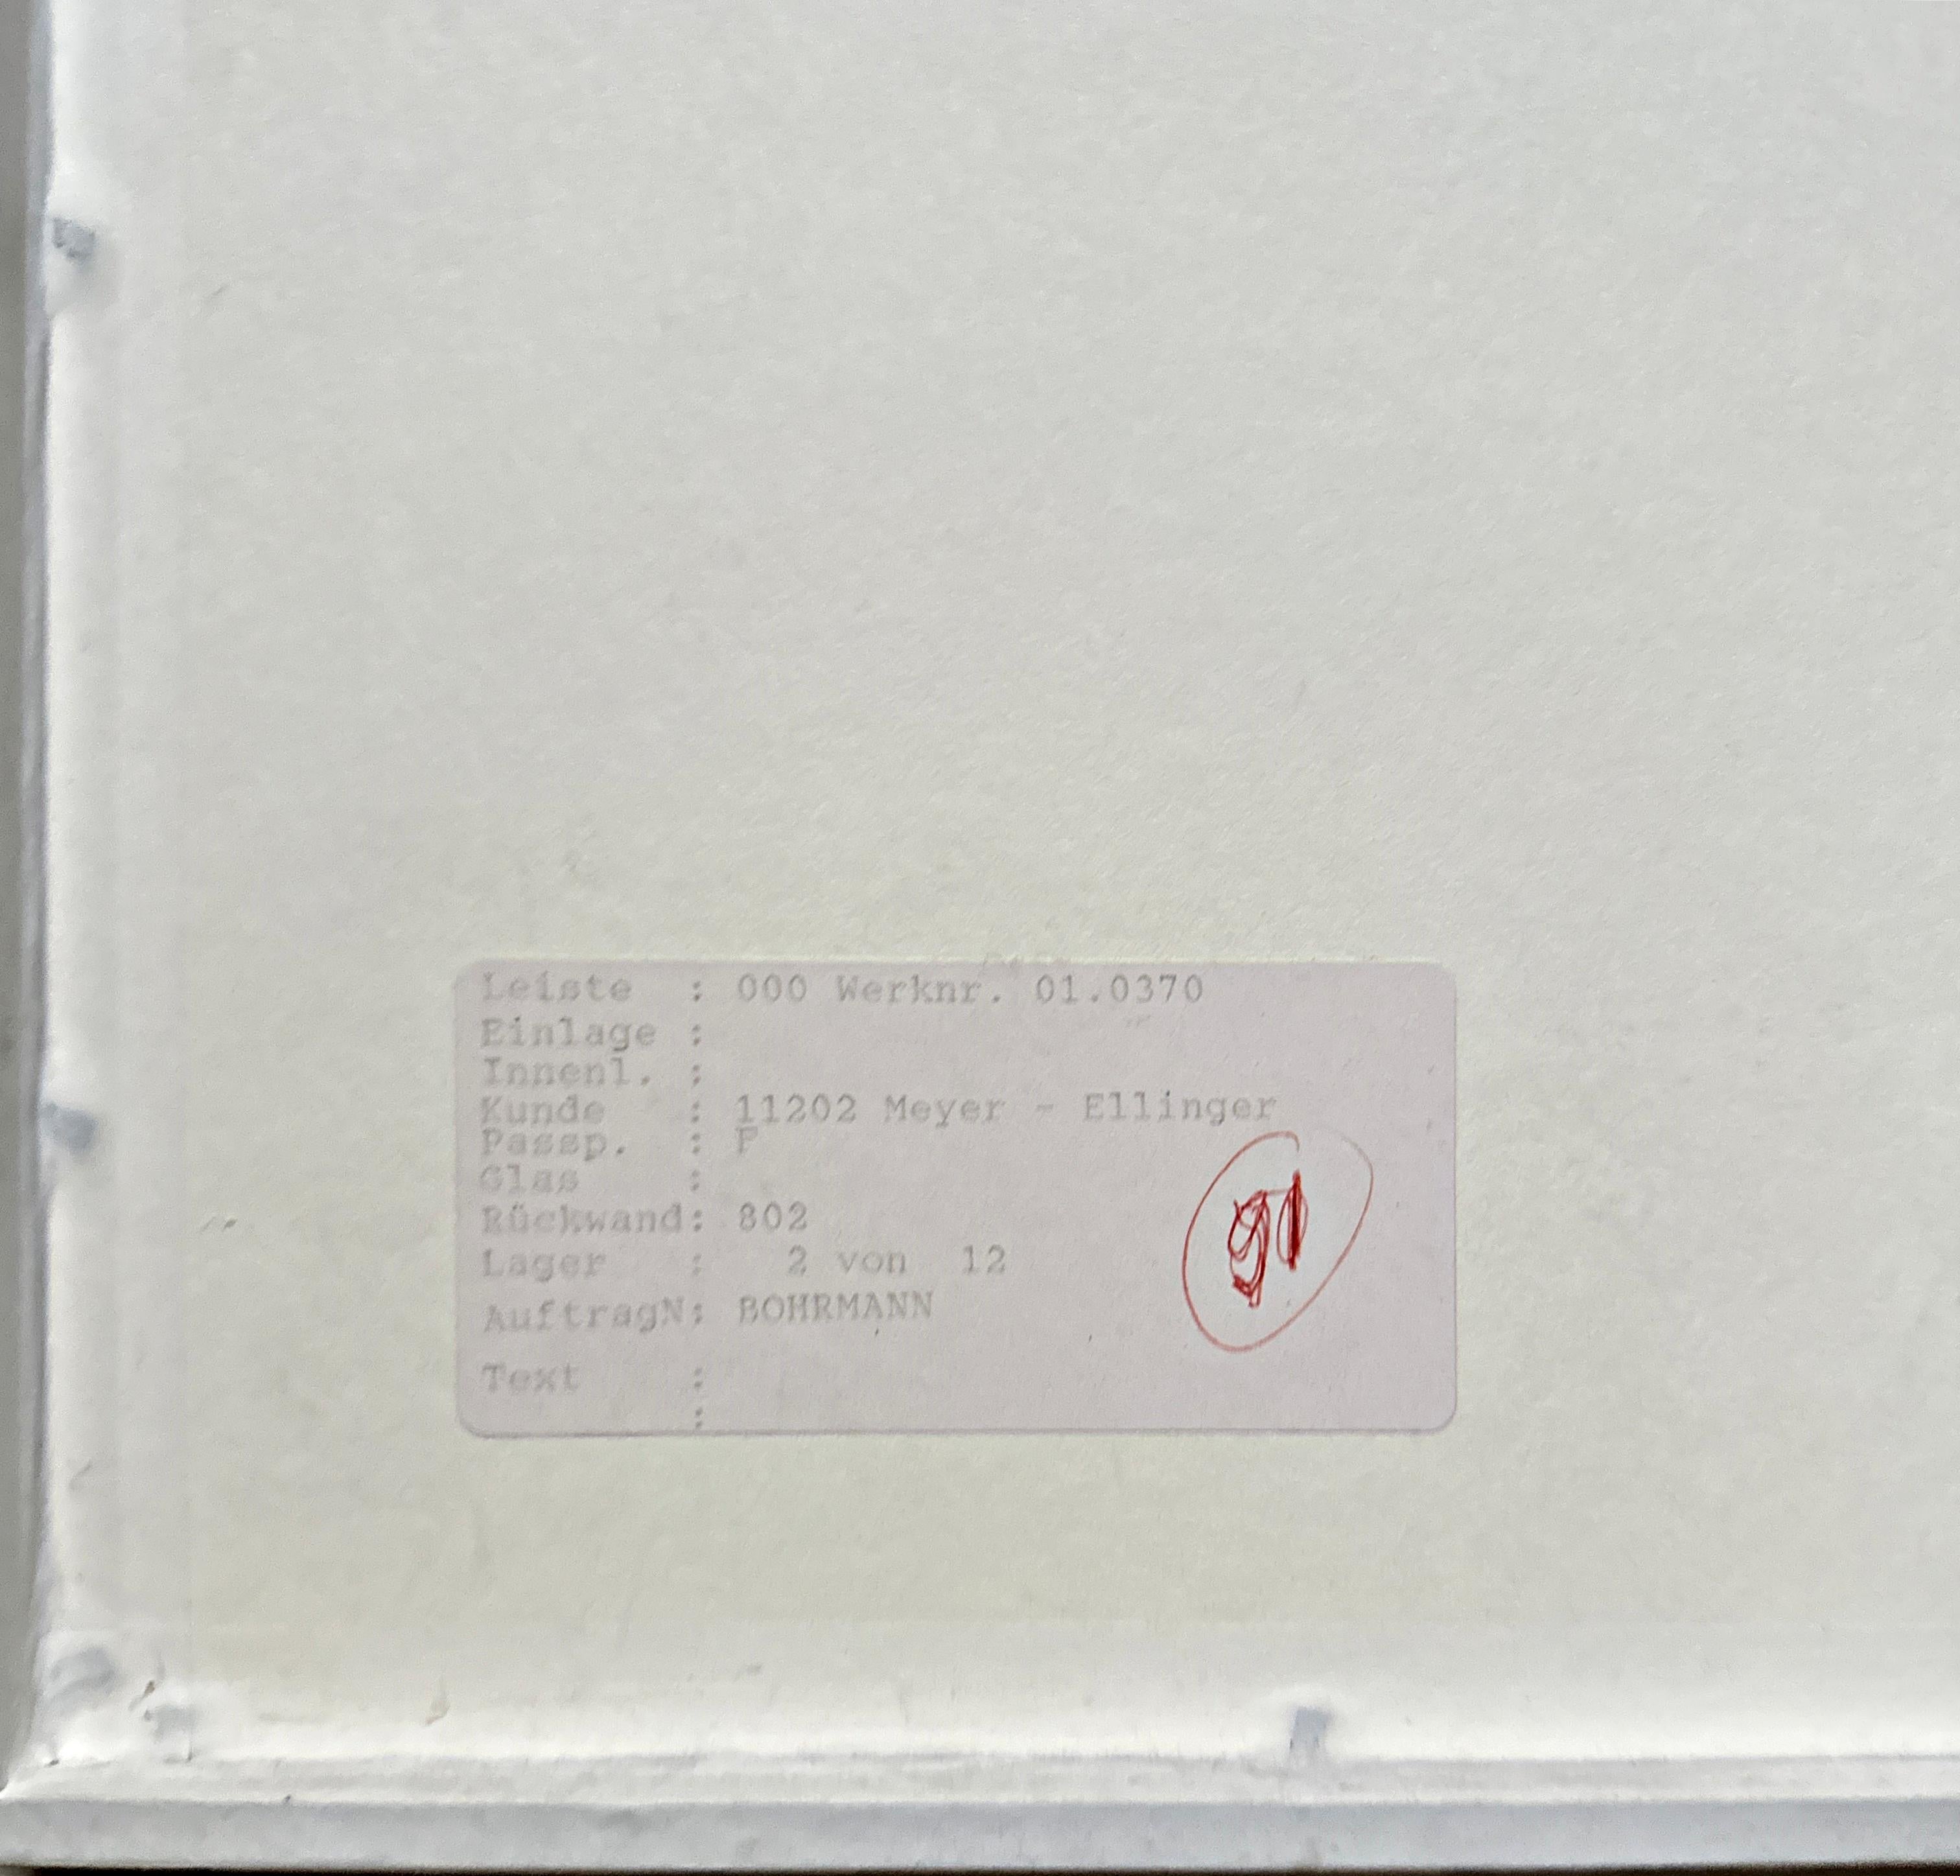 Leiste : 000 Werknr. 01.0370
Einlage :
Innenl. :
Kunde : 11202 Meyer - Ellinger
Passp. : P
Glas :
Rückwand: 802
Lager : 2 von 12
AuftragN: BOHRMANN
Text :
: